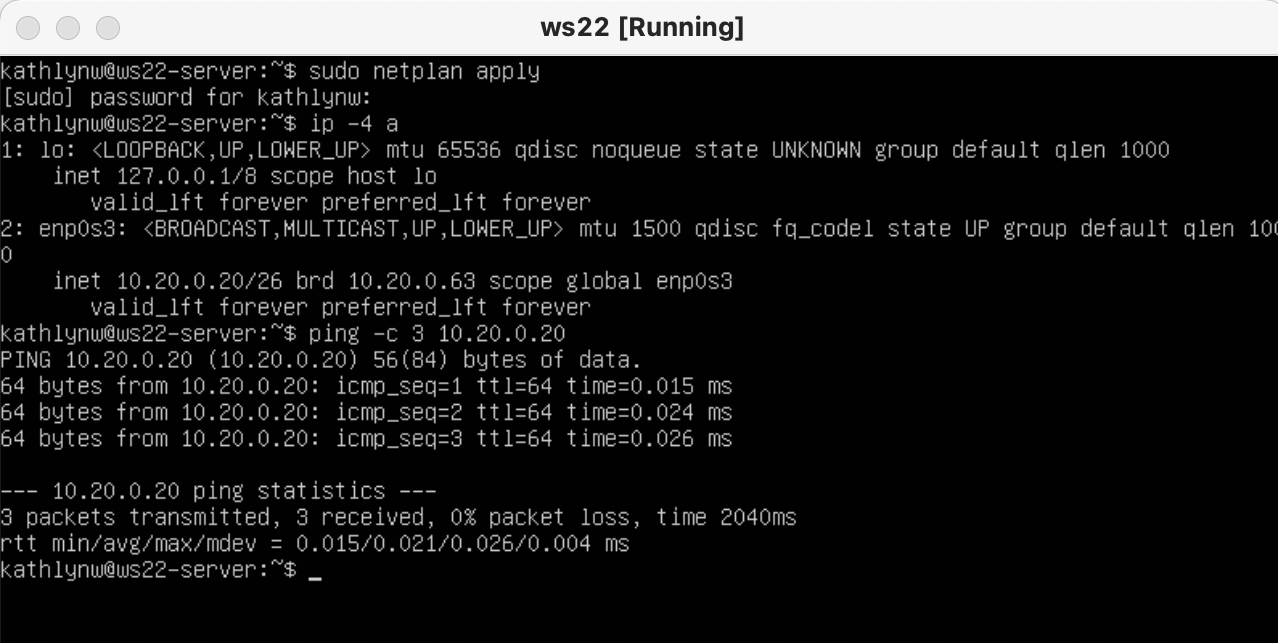 ws22 [Running]
kathlynw@ws22-server:~$ sudo netplan apply
[sudo] password for kathlynw:
kathlynw@ws22-server:~$ ip -4 a
1: lo: <LOOPBACK,UP,LOWER_UP> mtu 65536 qdisc noqueue state UNKNOWN group default qlen 1000
    inet 127.0.0.1/8 scope host lo
       valid_lft forever preferred_lft forever
2: enp0s3: <BROADCAST,MULTICAST,UP,LOWER_UP> mtu 1500 qdisc fq_codel state UP group default qlen 100
0
    inet 10.20.0.20/26 brd 10.20.0.63 scope global enp0s3
       valid_lft forever preferred_lft forever
kathlynw@ws22-server:~$ ping -c 3 10.20.0.20
PING 10.20.0.20 (10.20.0.20) 56(84) bytes of data.
64 bytes from 10.20.0.20: icmp_seq=1 ttl=64 time=0.015 ms
64 bytes from 10.20.0.20: icmp_seq=2 ttl=64 time=0.024 ms
64 bytes from 10.20.0.20: icmp_seq=3 ttl=64 time=0.026 ms

--- 10.20.0.20 ping statistics ---
3 packets transmitted, 3 received, 0% packet loss, time 2040ms
rtt min/avg/max/mdev = 0.015/0.021/0.026/0.004 ms
kathlynw@ws22-server:~$ _